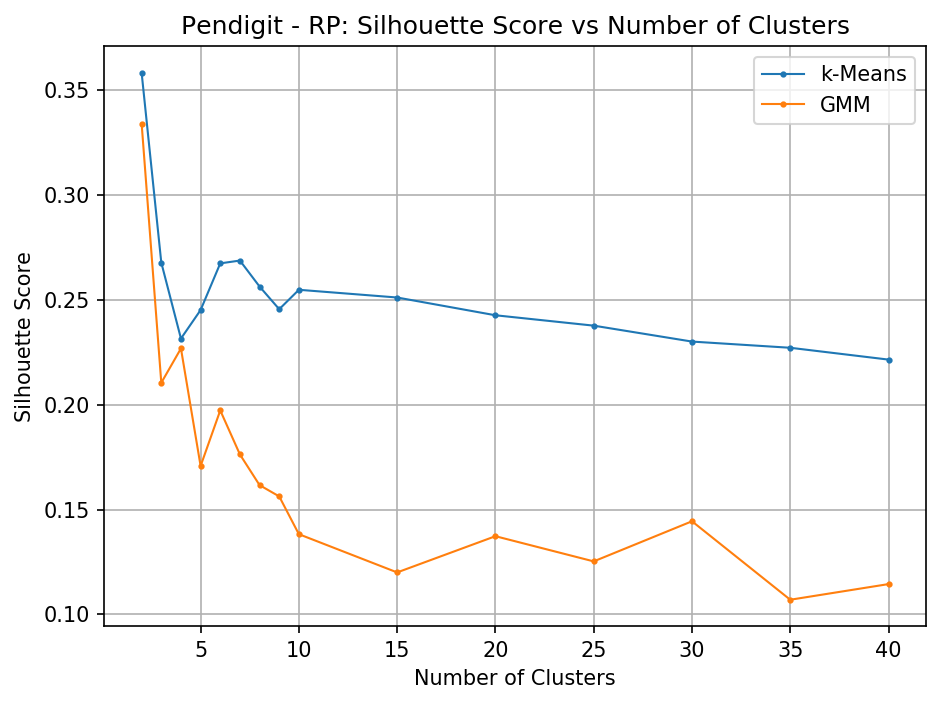 Pendigit - RP: Silhouette Score vs Number of Clusters
k-Means
GMM
Silhouette Score
0.35
0.30
0.25
0.20
0.15
0.10
5 10 15 20 25 30 35 40
Number of Clusters